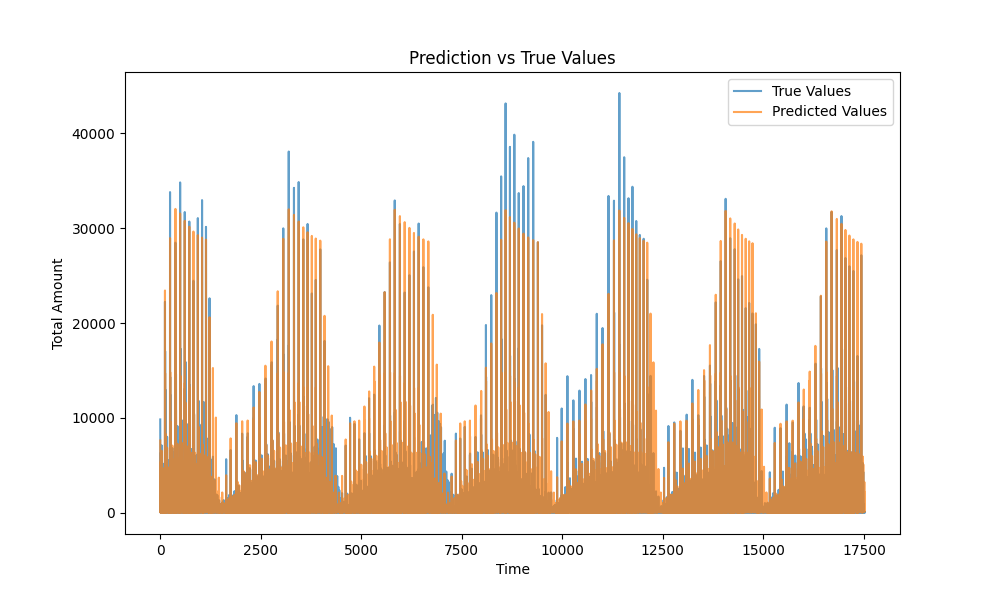 Prediction vs True Values
True Values
Predicted Values
Total Amount
40000
30000
20000
10000
0
0 2500 5000 7500 10000 12500 15000 17500
Time